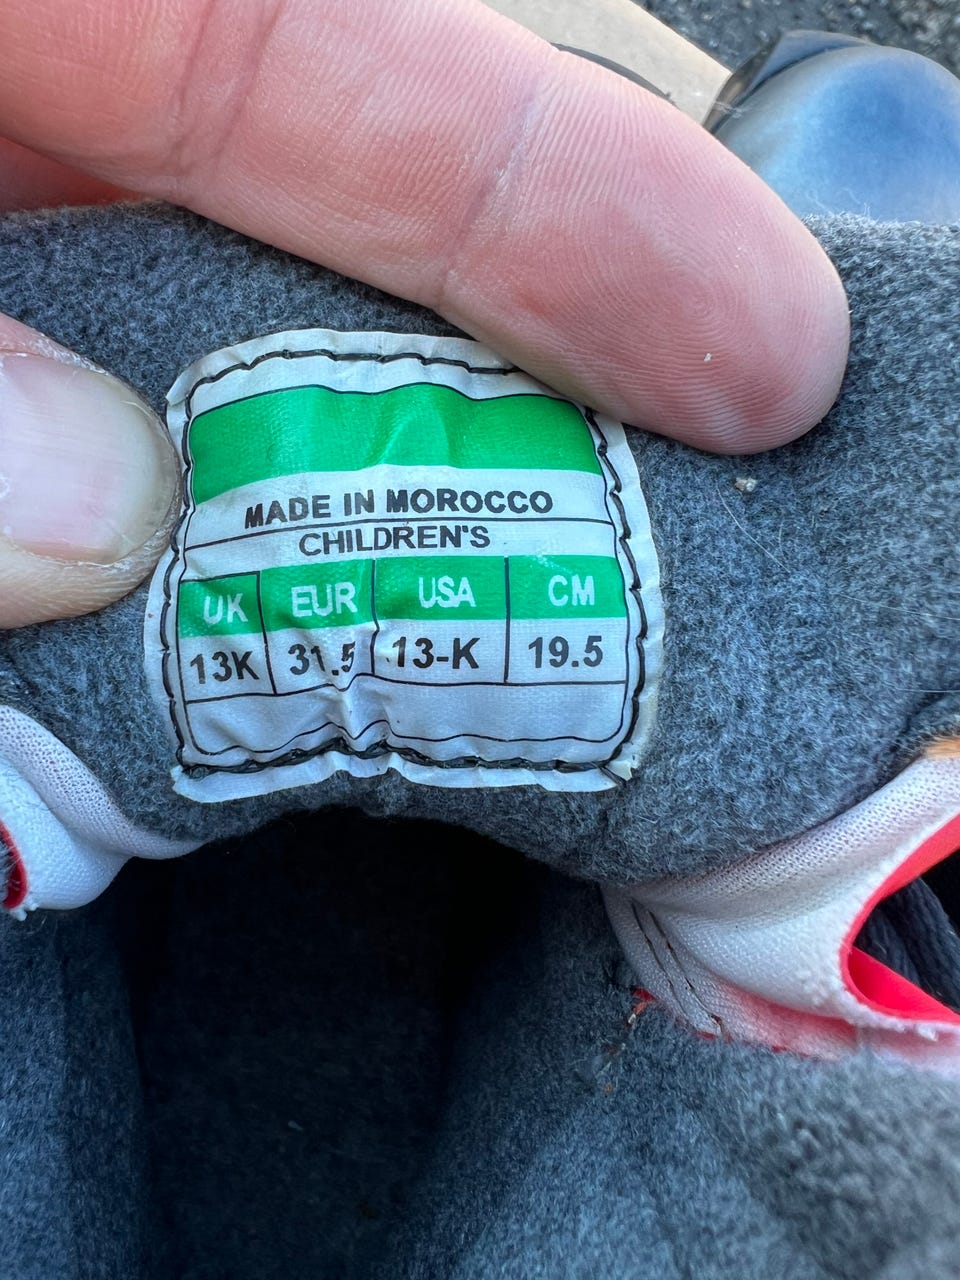 MADE IN MOROCCO
CHILDREN'S
UK EUR USA CM
13K 31.5 13-K 19.5